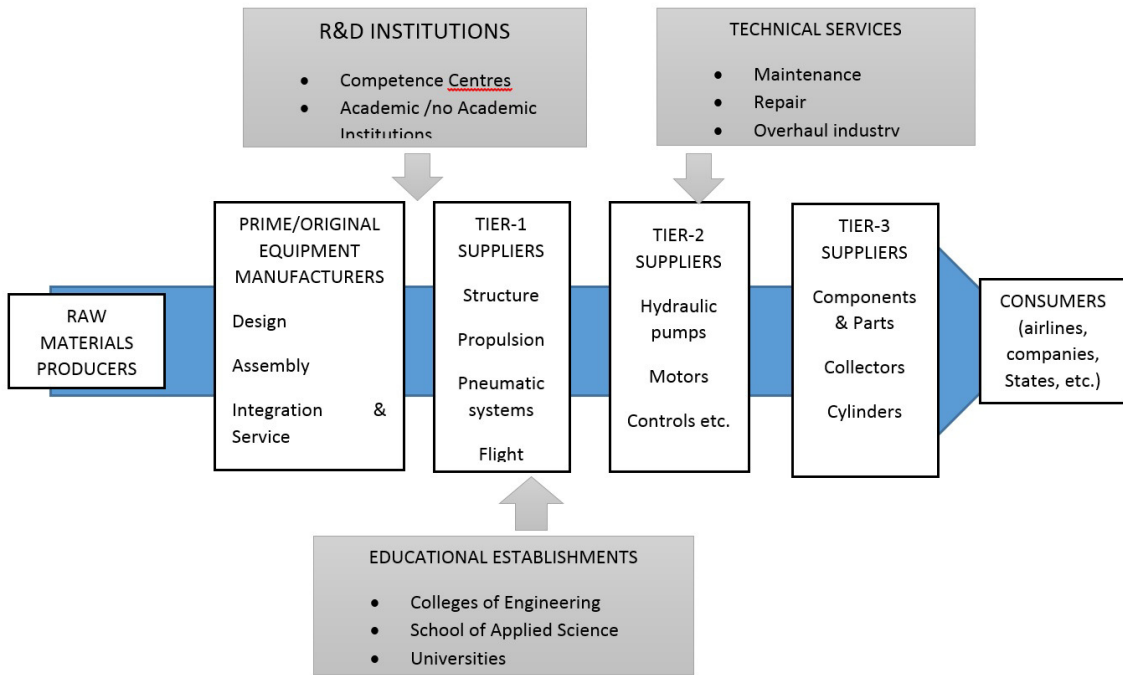 R&D INSTITUTIONS
• Competence Centres
• Academic /no Academic
Institutions
TECHNICAL SERVICES
• Maintenance
• Repair
• Overhaul industry
RAW
MATERIALS
PRODUCERS
PRIME/ORIGINAL
EQUIPMENT
MANUFACTURERS
Design
Assembly
Integration &
Service
TIER-1
SUPPLIERS
Structure
Propulsion
Pneumatic
systems
Flight
TIER-2
SUPPLIERS
Hydraulic
pumps
Motors
Controls etc.
TIER-3
SUPPLIERS
Components
& Parts
Collectors
Cylinders
CONSUMERS
(airlines,
companies,
States, etc.)
EDUCATIONAL ESTABLISHMENTS
• Colleges of Engineering
• School of Applied Science
• Universities